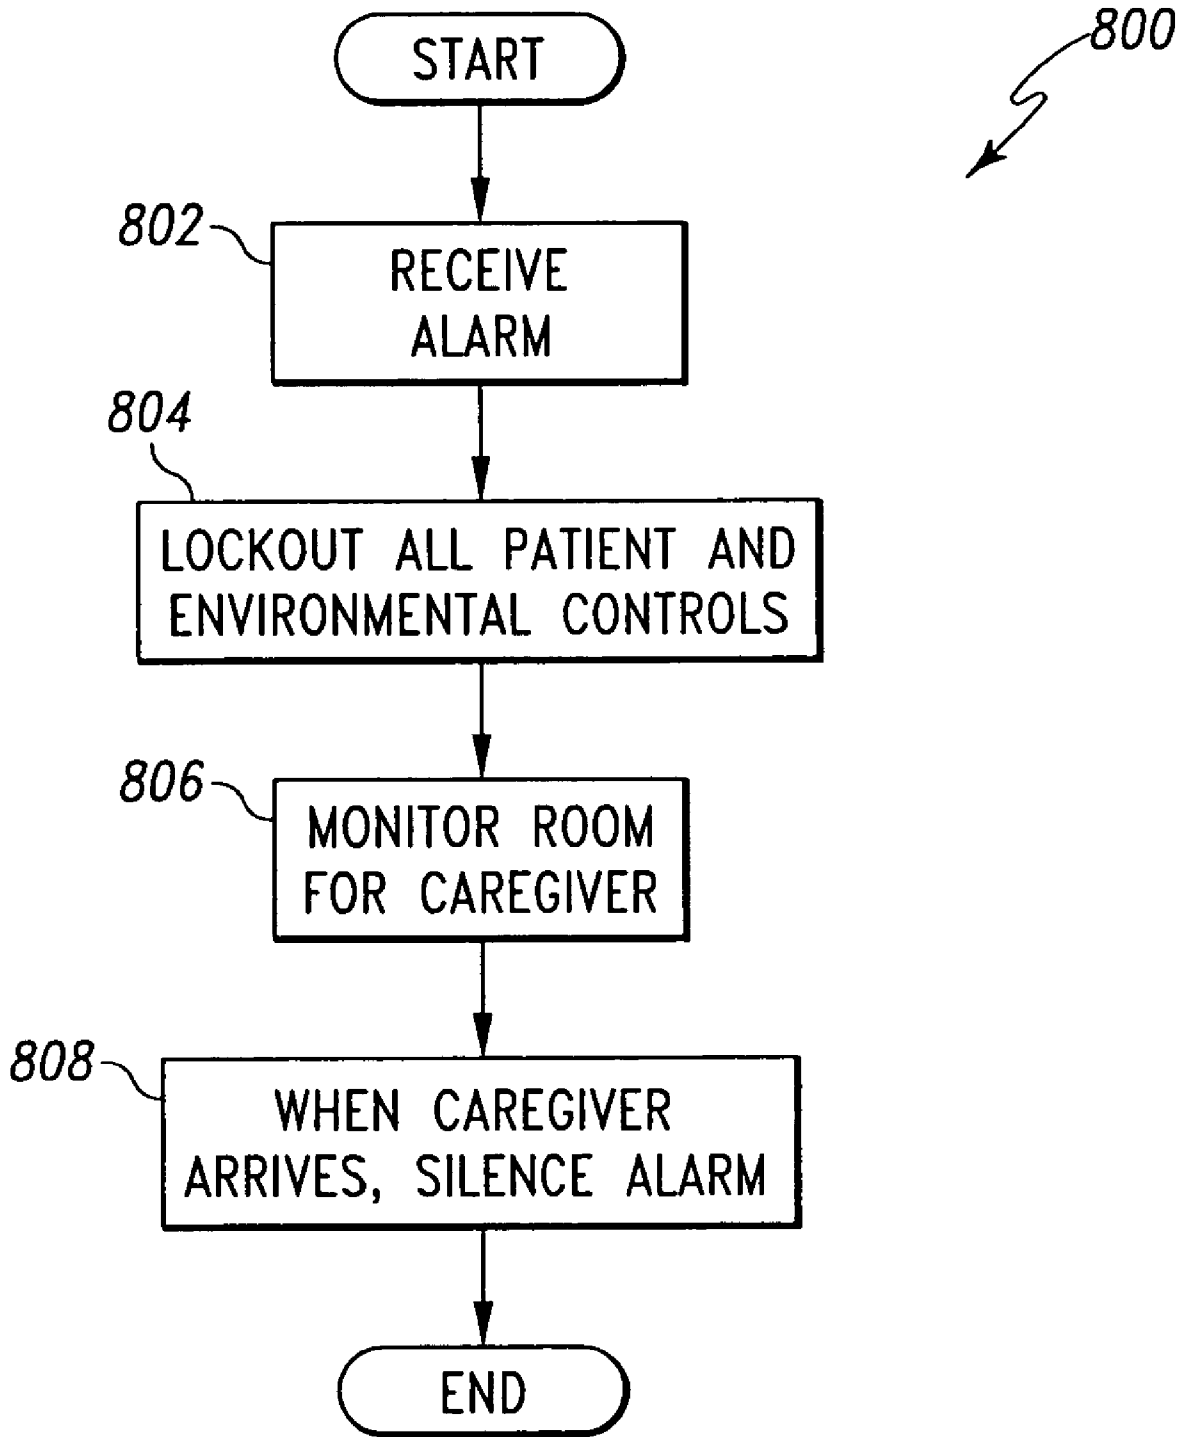 START
800
802
RECEIVE
ALARM
804
LOCKOUT ALL PATIENT AND
ENVIRONMENTAL CONTROLS
806
MONITOR ROOM
FOR CAREGIVER
808
WHEN CAREGIVER
ARRIVES, SILENCE ALARM
END